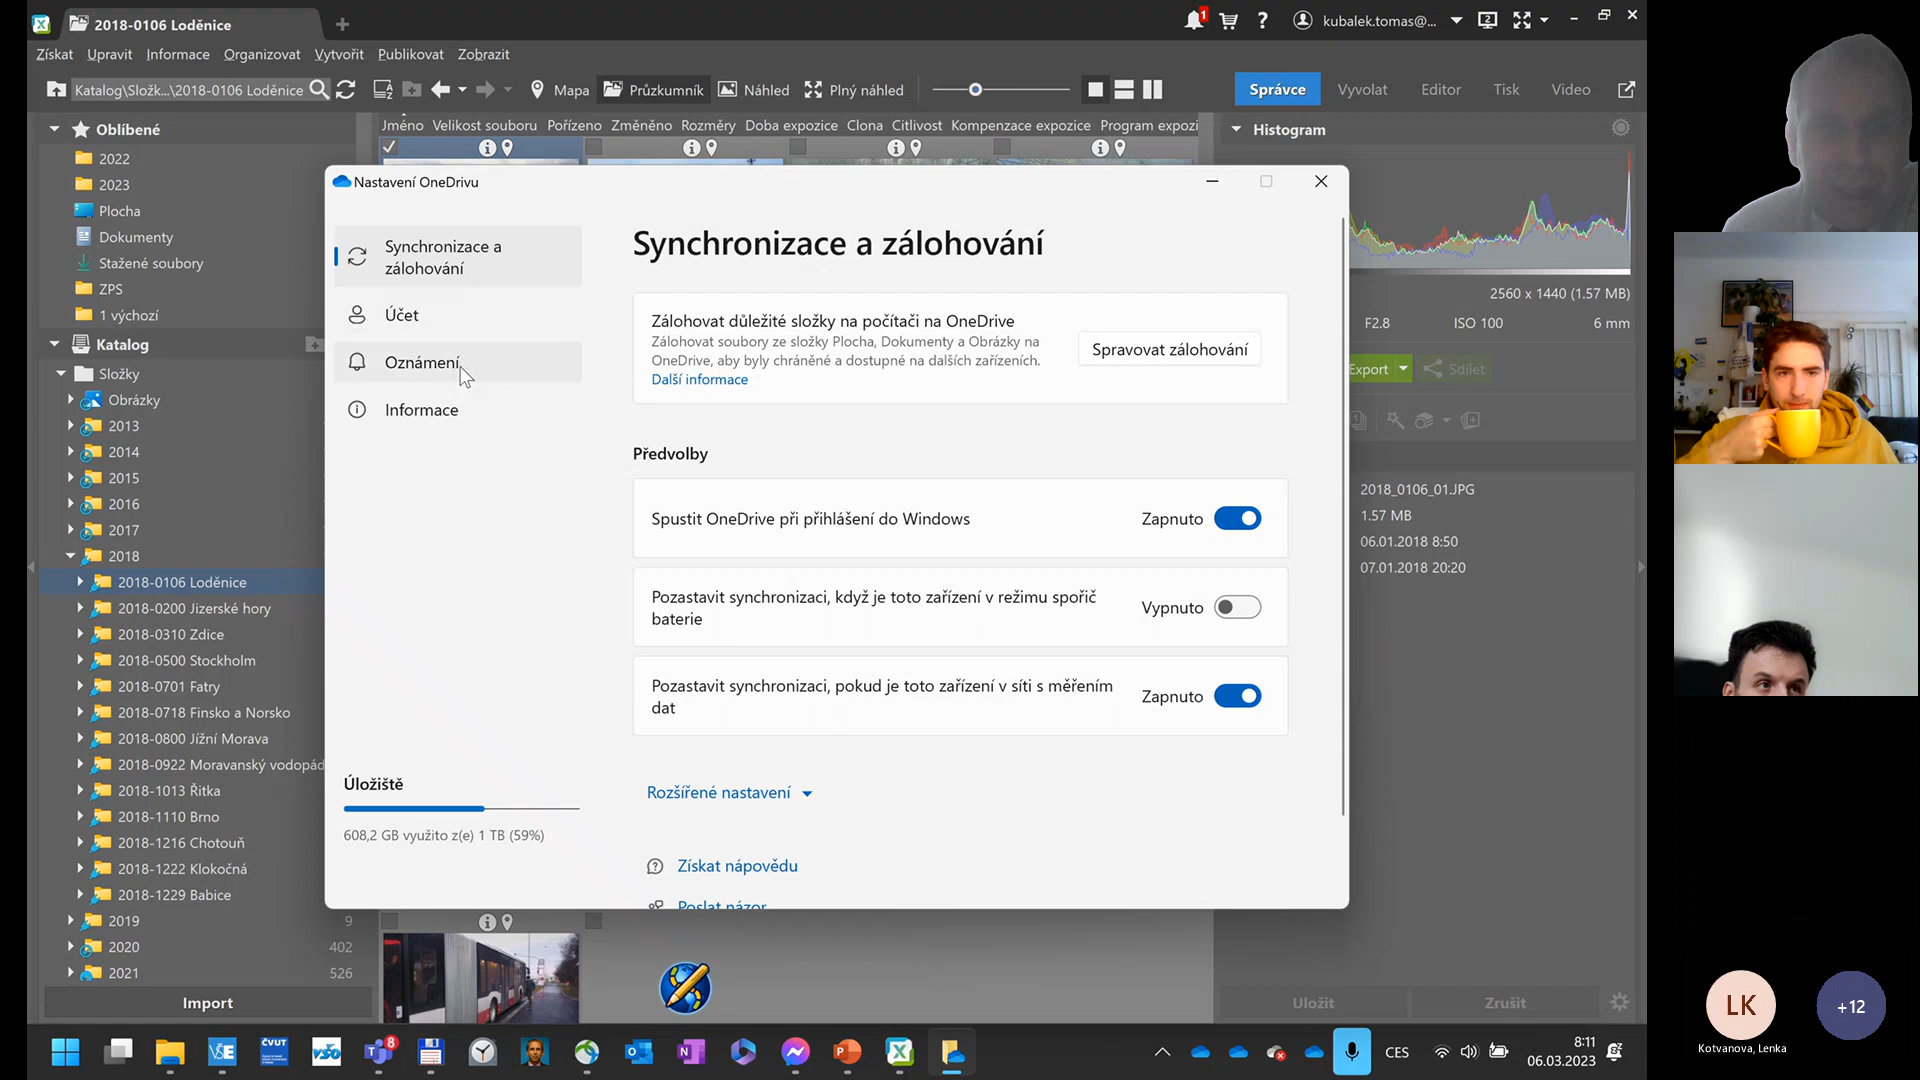 2018-0106 Loděnice
1
kubalek.tomas@...
Získat Upravit Informace Organizovat Vytvořit Publikovat Zobrazit
Katalog\Složk...\2018-0106 Loděnice
Mapa Průzkumník Náhled Plný náhled
Správce Vyvolat Editor Tisk Video
Oblíbené
2022
2023
Plocha
Dokumenty
Stažené soubory
ZPS
1 výchozí
Katalog
Složky
Obrázky
2013
2014
2015
2016
2017
2018
2018-0106 Loděnice
2018-0200 Jizerské hory
2018-0310 Zdice
2018-0500 Stockholm
2018-0701 Fatry
2018-0718 Finsko a Norsko
2018-0800 Jížní Morava
2018-0922 Moravanský vodopád
2018-1013 Řitka
2018-1110 Brno
2018-1216 Chotouň
2018-1222 Klokočná
2018-1229 Babice
2019 9
2020 402
2021 526
Import
Jméno Velikost souboru Pořízeno Změněno Rozměry Doba expozice Clona Citlivost Kompenzace expozice Program expozi
Nastavení OneDrivu
Synchronizace a
zálohování
Účet
Oznámení
Informace
Úložiště
608,2 GB využito z(e) 1 TB (59%)
Synchronizace a zálohování
Zálohovat důležité složky na počítači na OneDrive
Zálohovat soubory ze složky Plocha, Dokumenty a Obrázky na
OneDrive, aby byly chráněné a dostupné na dalších zařízeních.
Další informace
Spravovat zálohování
Předvolby
Spustit OneDrive při přihlášení do Windows
Zapnuto
Pozastavit synchronizaci, když je toto zařízení v režimu spořič
baterie
Vypnuto
Pozastavit synchronizaci, pokud je toto zařízení v síti s měřením
dat
Zapnuto
Rozšířené nastavení
Získat nápovědu
Poslat názor
Histogram
2560 x 1440 (1.57 MB)
F2.8 ISO 100 6 mm
Export Sdílet
2018_0106_01.JPG
1.57 MB
06.01.2018 8:50
07.01.2018 20:20
Uložit Zrušit
8
CES
8:11
06.03.2023
LK
Kotvanova, Lenka
+12